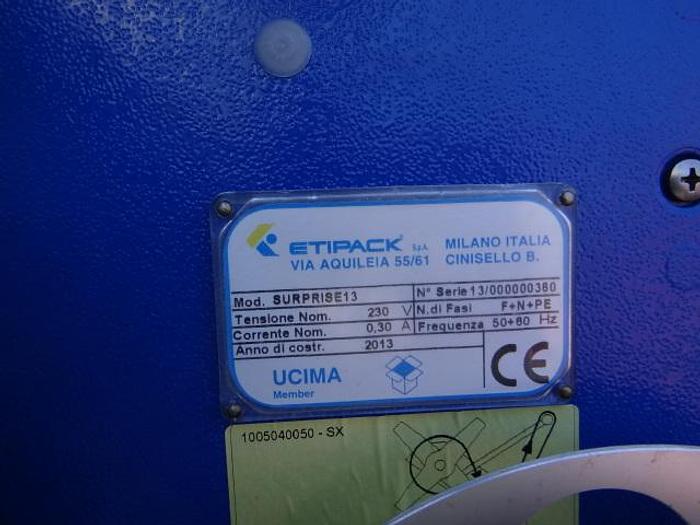 ETIPACK S.p.A. MILANO ITALIA
VIA AQUILEIA 55/61 CINISELLO B.
Mod. SURPRISE13 N° Serie 13/000000380
Tensione Nom. 230 V N. di Fasi F+N+PE
Corrente Nom. 0,30 A Frequenza 50+60 Hz
Anno di costr. 2013
CE
UCIMA
Member
1005040050 - SX